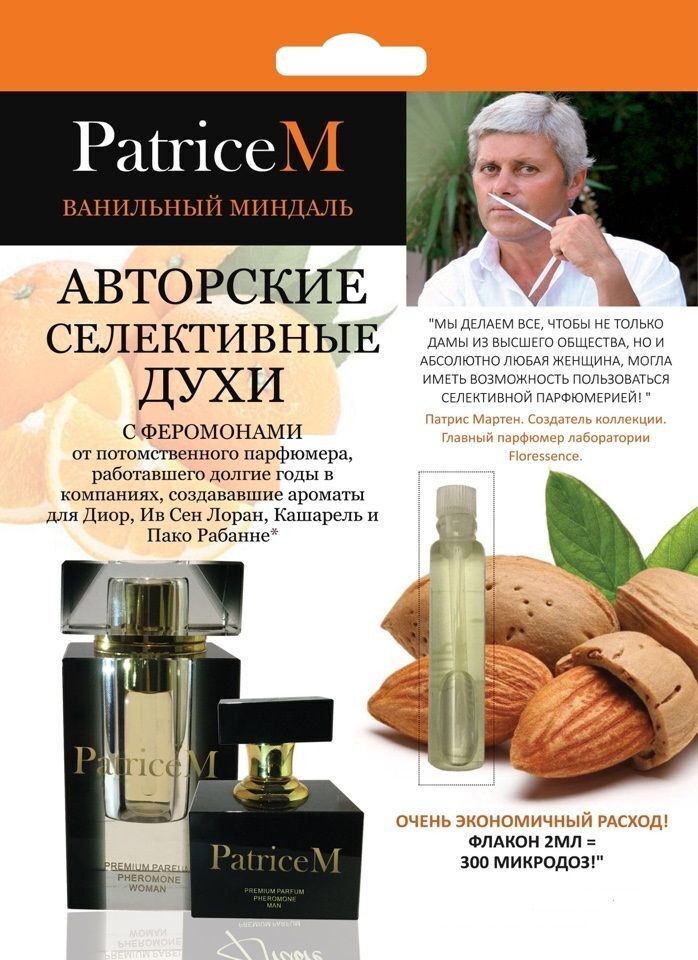 PatriceM
ВАНИЛЬНЫЙ МИНДАЛЬ
АВТОРСКИЕ
СЕЛЕКТИВНЫЕ
ДУХИ
С ФЕРОМОНАМИ
от потомственного парфюмера,
работавшего долгие годы в
компаниях, создававшие ароматы
для Диор, Ив Сен Лоран, Кашарель и
Пако Рабанне*
"МЫ ДЕЛАЕМ ВСЕ, ЧТОБЫ НЕ ТОЛЬКО
ДАМЫ ИЗ ВЫСШЕГО ОБЩЕСТВА, НО И
АБСОЛЮТНО ЛЮБАЯ ЖЕНЩИНА, МОГЛА
ИМЕТЬ ВОЗМОЖНОСТЬ ПОЛЬЗОВАТЬСЯ
СЕЛЕКТИВНОЙ ПАРФЮМЕРИЕЙ! "
Патрис Мартен. Создатель коллекции.
Главный парфюмер лаборатории
Floressence.
PatriceM
PREMIUM PARFUM
PHEROMONE
WOMAN
PatriceM
PREMIUM PARFUM
PHEROMONE
MAN
ОЧЕНЬ ЭКОНОМИЧНЫЙ РАСХОД!
ФЛАКОН 2МЛ =
300 МИКРОДОЗ!"